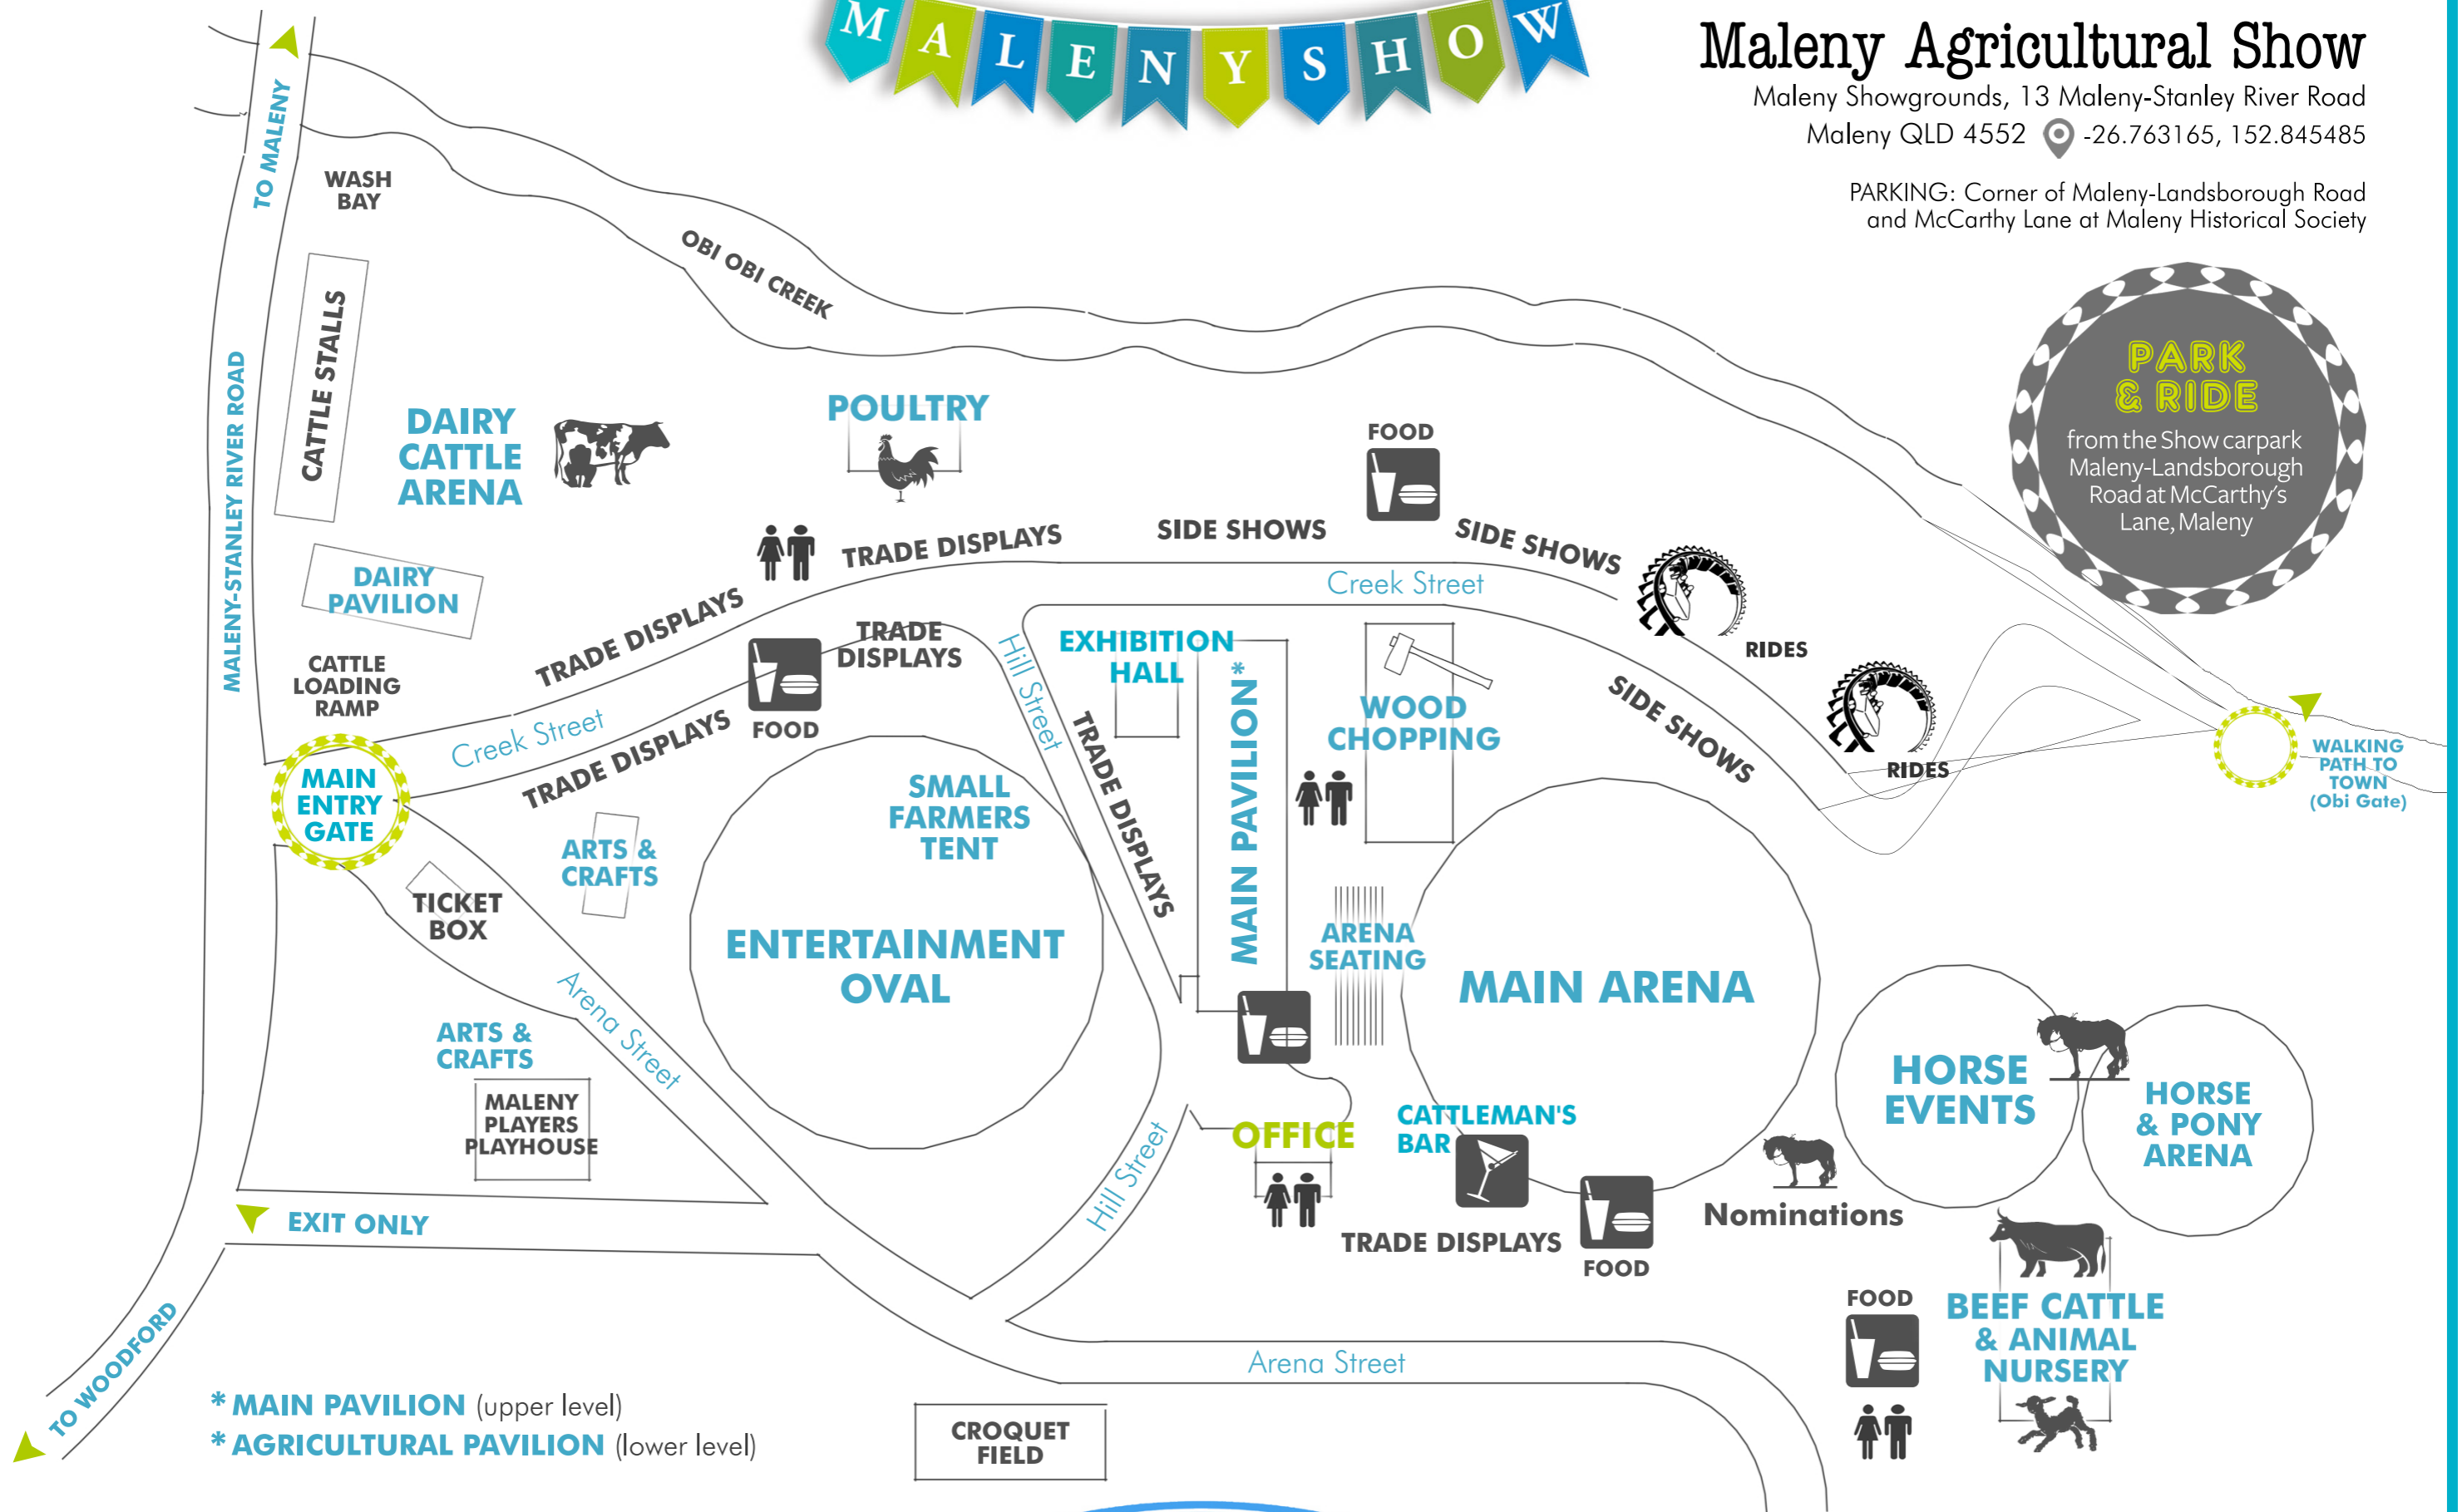 MALENY SHOW
Maleny Agricultural Show
Maleny Showgrounds, 13 Maleny-Stanley River Road
Maleny QLD 4552 -26.763165, 152.845485
PARKING: Corner of Maleny-Landsborough Road
and McCarthy Lane at Maleny Historical Society
PARK
& RIDE
from the Show carpark
Maleny-Landsborough
Road at McCarthy's
Lane, Maleny
TO MALENY
WASH
BAY
OBI OBI CREEK
CATTLE STALLS
MALENY-STANLEY RIVER ROAD
DAIRY
CATTLE
ARENA
POULTRY
FOOD
SIDE SHOWS
SIDE SHOWS
TRADE DISPLAYS
TRADE DISPLAYS
Creek Street
DAIRY
PAVILION
RIDES
TRADE
DISPLAYS
Hill Street
EXHIBITION
HALL
MAIN PAVILION*
WOOD
CHOPPING
SIDE SHOWS
RIDES
CATTLE
LOADING
RAMP
Creek Street
TRADE DISPLAYS
FOOD
TRADE DISPLAYS
WALKING
PATH TO
TOWN
(Obi Gate)
MAIN
ENTRY
GATE
SMALL
FARMERS
TENT
ARTS &
CRAFTS
TICKET
BOX
ENTERTAINMENT
OVAL
ARENA
SEATING
MAIN ARENA
Arena Street
ARTS &
CRAFTS
MALENY
PLAYERS
PLAYHOUSE
HORSE
EVENTS
HORSE
& PONY
ARENA
OFFICE
CATTLEMAN'S
BAR
Hill Street
Nominations
TRADE DISPLAYS
FOOD
EXIT ONLY
FOOD
BEEF CATTLE
& ANIMAL
NURSERY
Arena Street
TO WOODFORD
* MAIN PAVILION (upper level)
* AGRICULTURAL PAVILION (lower level)
CROQUET
FIELD